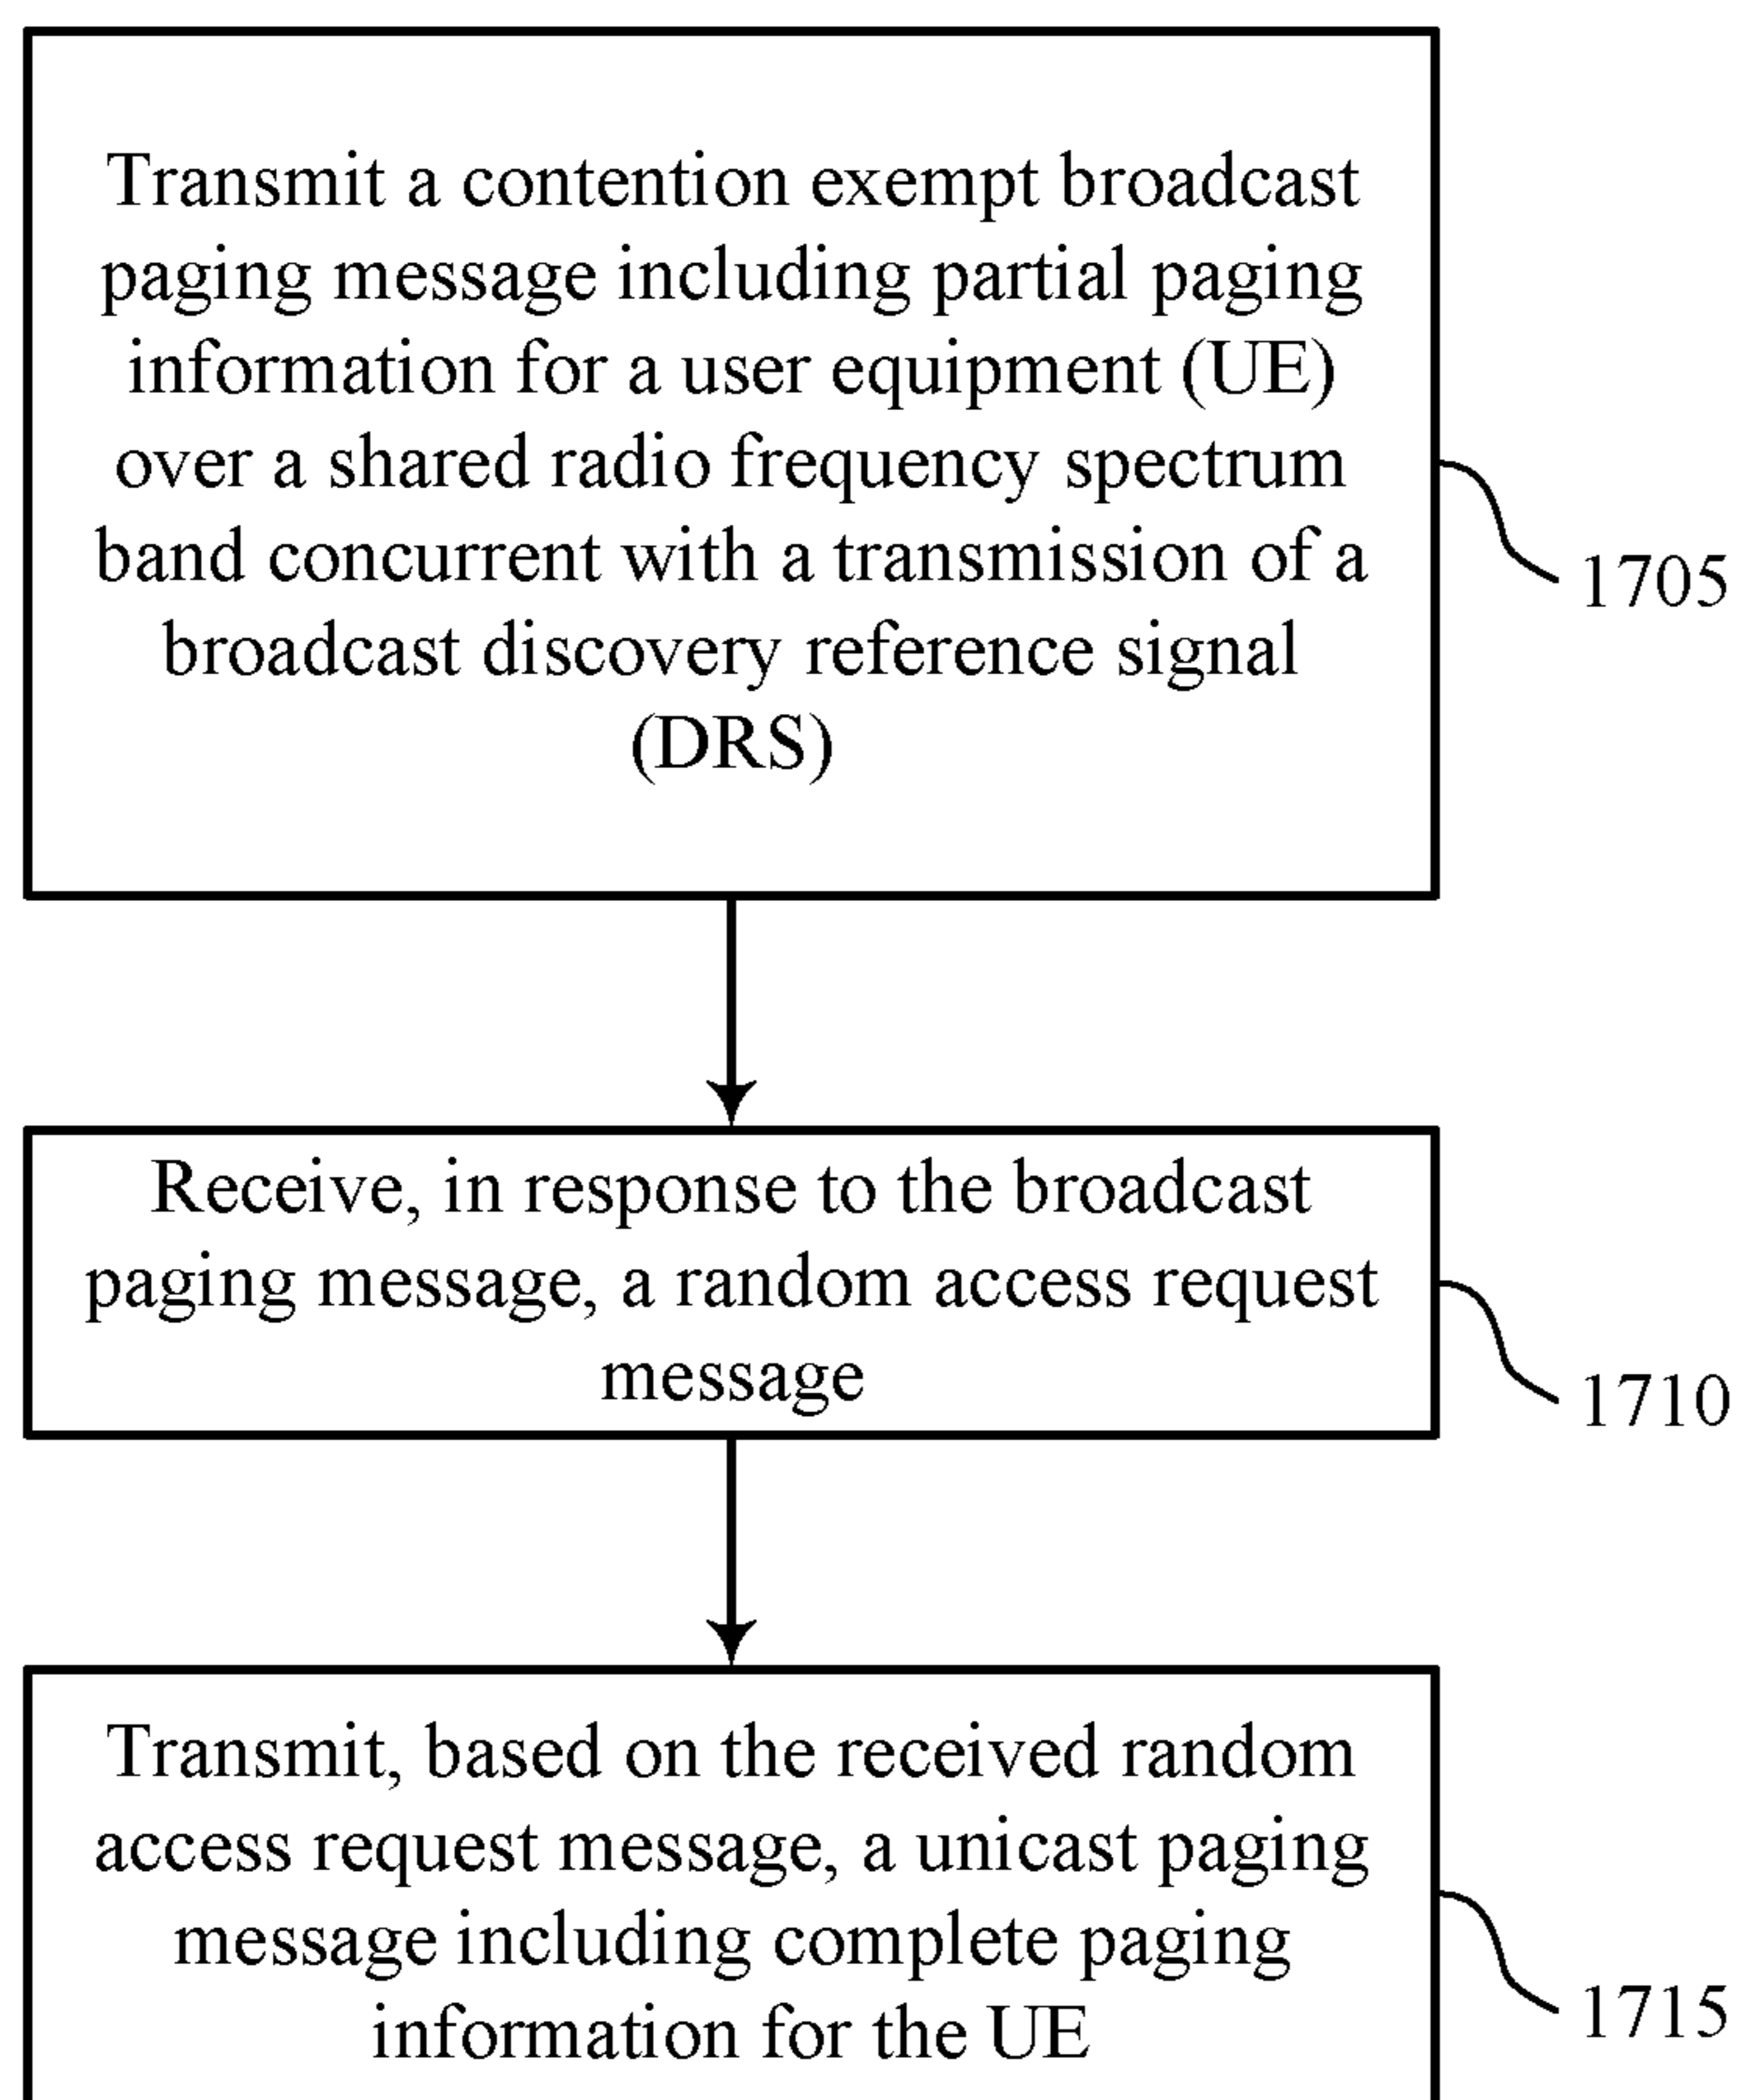 Transmit a contention exempt broadcast
paging message including partial paging
information for a user equipment (UE)
over a shared radio frequency spectrum
band concurrent with a transmission of a
broadcast discovery reference signal
(DRS)
1705
Receive, in response to the broadcast
paging message, a random access request
message
1710
Transmit, based on the received random
access request message, a unicast paging
message including complete paging
information for the UE
1715